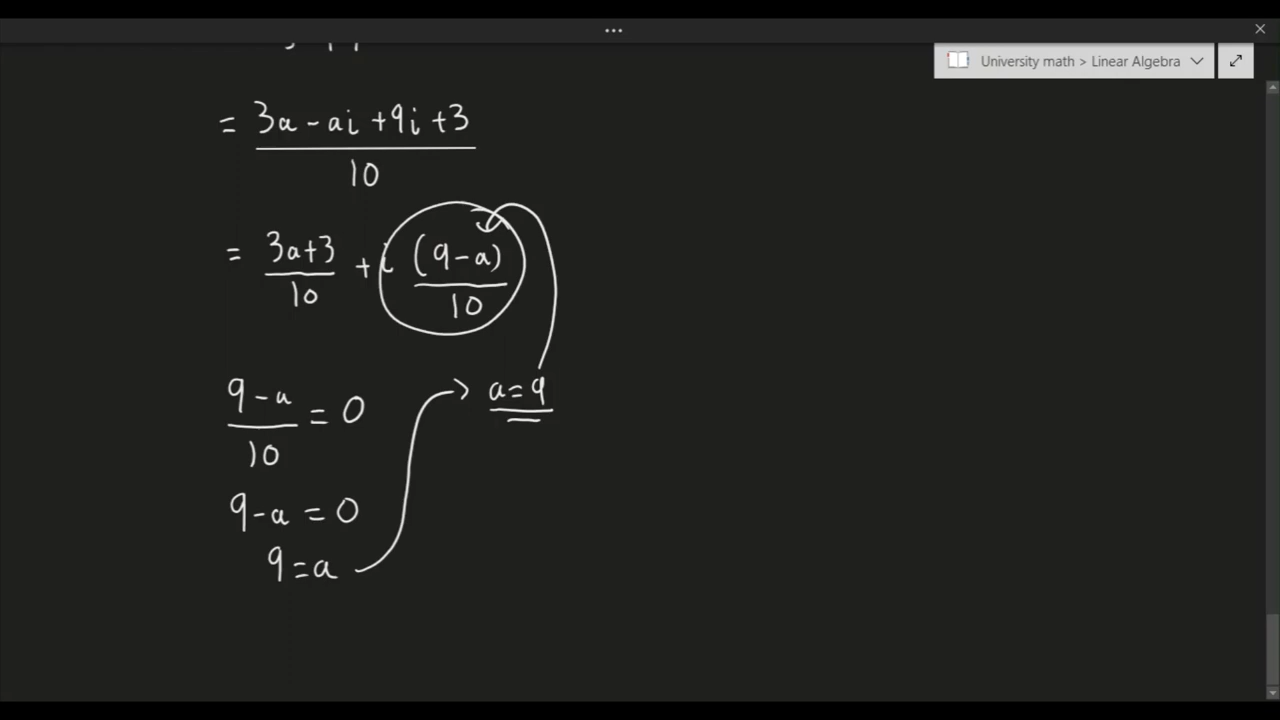 University math > Linear Algebra
= (3a - ai + 9i + 3)/10
= (3a+3)/10 + i (9-a)/10
(9-a)/10 = 0
a = 9
9-a = 0
9 = a